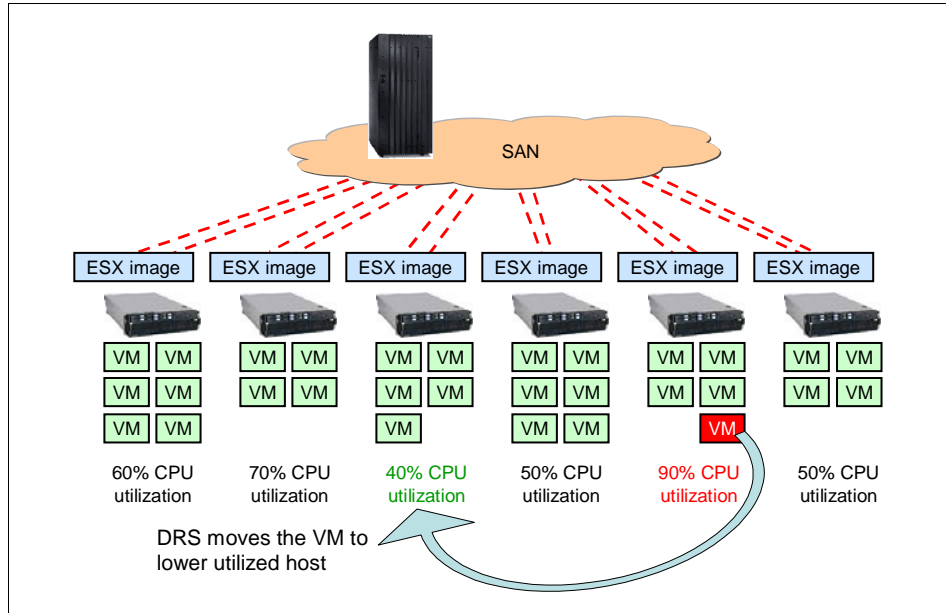 SAN
ESX image ESX image ESX image ESX image ESX image ESX image
VM VM VM VM VM VM VM VM VM VM VM VM
VM VM VM VM VM VM VM VM VM VM VM VM
VM VM VM VM VM VM
60% CPU utilization
70% CPU utilization
40% CPU utilization
50% CPU utilization
90% CPU utilization
50% CPU utilization
DRS moves the VM to
lower utilized host